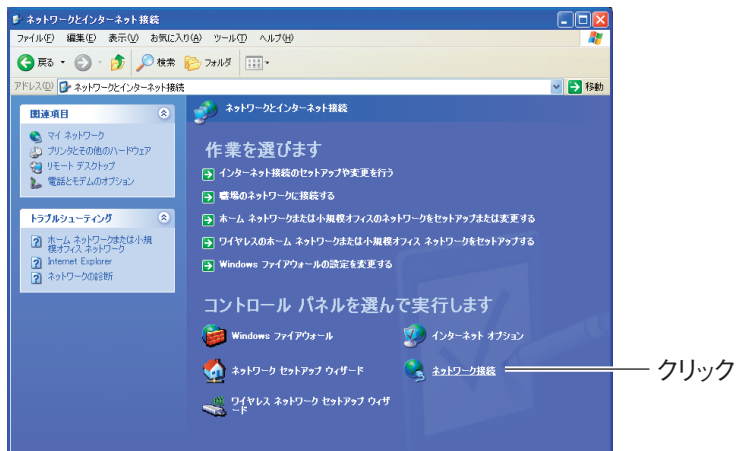 ネットワークとインターネット接続
ファイル(F) 編集(E) 表示(V) お気に入り(A) ツール(T) ヘルプ(H)
戻る 検索 フォルダ
アドレス(D) ネットワークとインターネット接続 移動
関連項目
マイ ネットワーク
プリンタとその他のハードウェア
リモート デスクトップ
電話とモデムのオプション
トラブルシューティング
ホーム ネットワークまたは小規
模オフィス ネットワーク
Internet Explorer
ネットワークの診断
ネットワークとインターネット接続
作業を選びます
インターネット接続のセットアップや変更を行う
職場のネットワークに接続する
ホーム ネットワークまたは小規模オフィスのネットワークをセットアップまたは変更する
ワイヤレスのホーム ネットワークまたは小規模オフィス ネットワークをセットアップする
Windows ファイアウォールの設定を変更する
コントロール パネルを選んで実行します
Windows ファイアウォール インターネット オプション
ネットワーク セットアップ ウィザード ネットワーク接続
ワイヤレス ネットワーク セットアップ ウィザ
ード
クリック